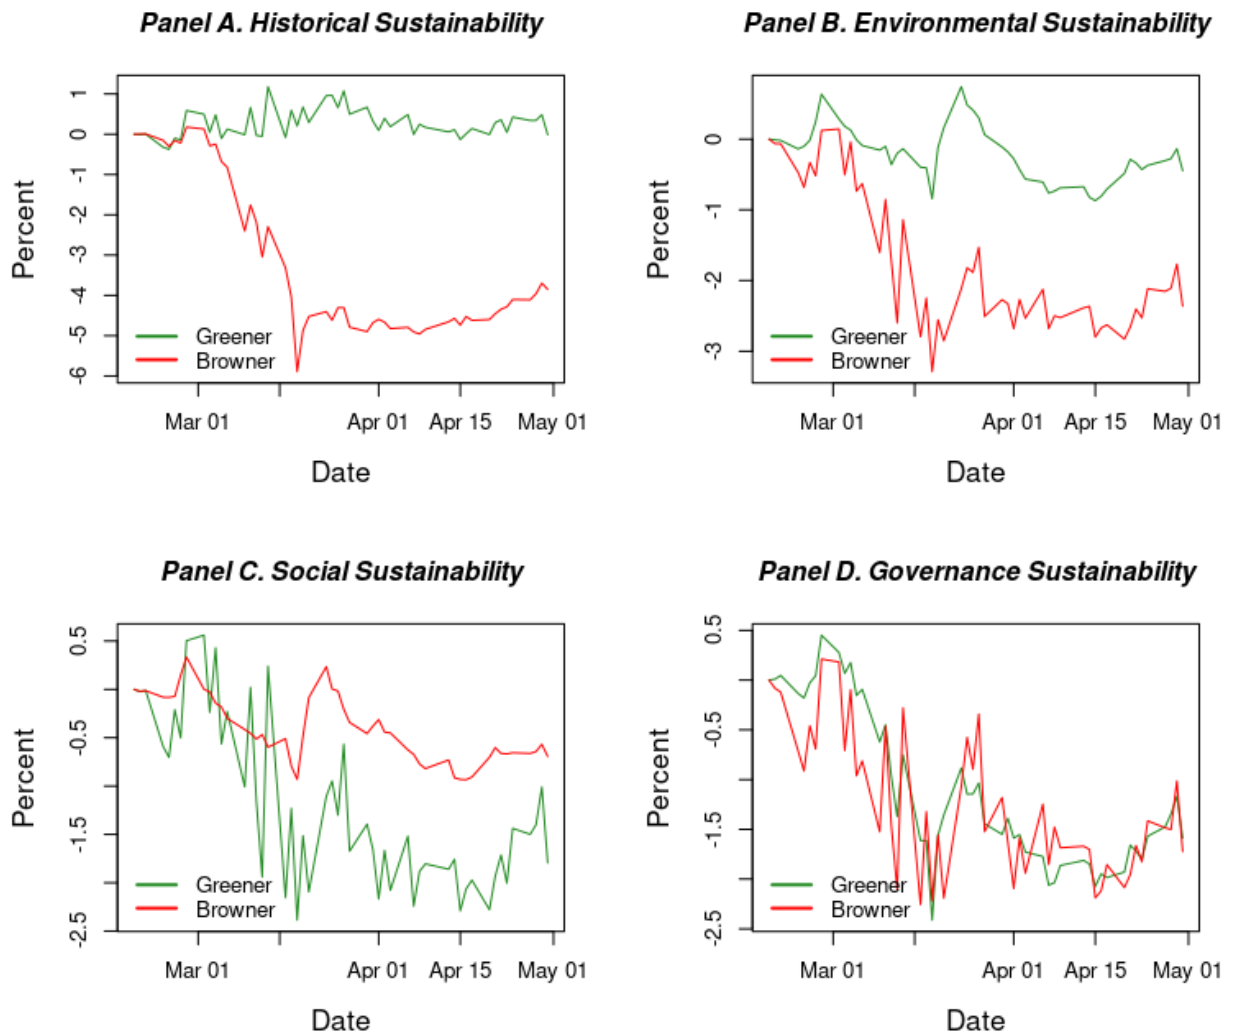 Panel A. Historical Sustainability
Percent
1
0
-1
-2
-3
-4
-5
-6
Greener
Browner
Mar 01
Apr 01
Apr 15
May 01
Date
Panel B. Environmental Sustainability
Percent
0
-1
-2
-3
Greener
Browner
Mar 01
Apr 01
Apr 15
May 01
Date
Panel C. Social Sustainability
Percent
0.5
-0.5
-1.5
-2.5
Greener
Browner
Mar 01
Apr 01
Apr 15
May 01
Date
Panel D. Governance Sustainability
Percent
0.5
-0.5
-1.5
-2.5
Greener
Browner
Mar 01
Apr 01
Apr 15
May 01
Date